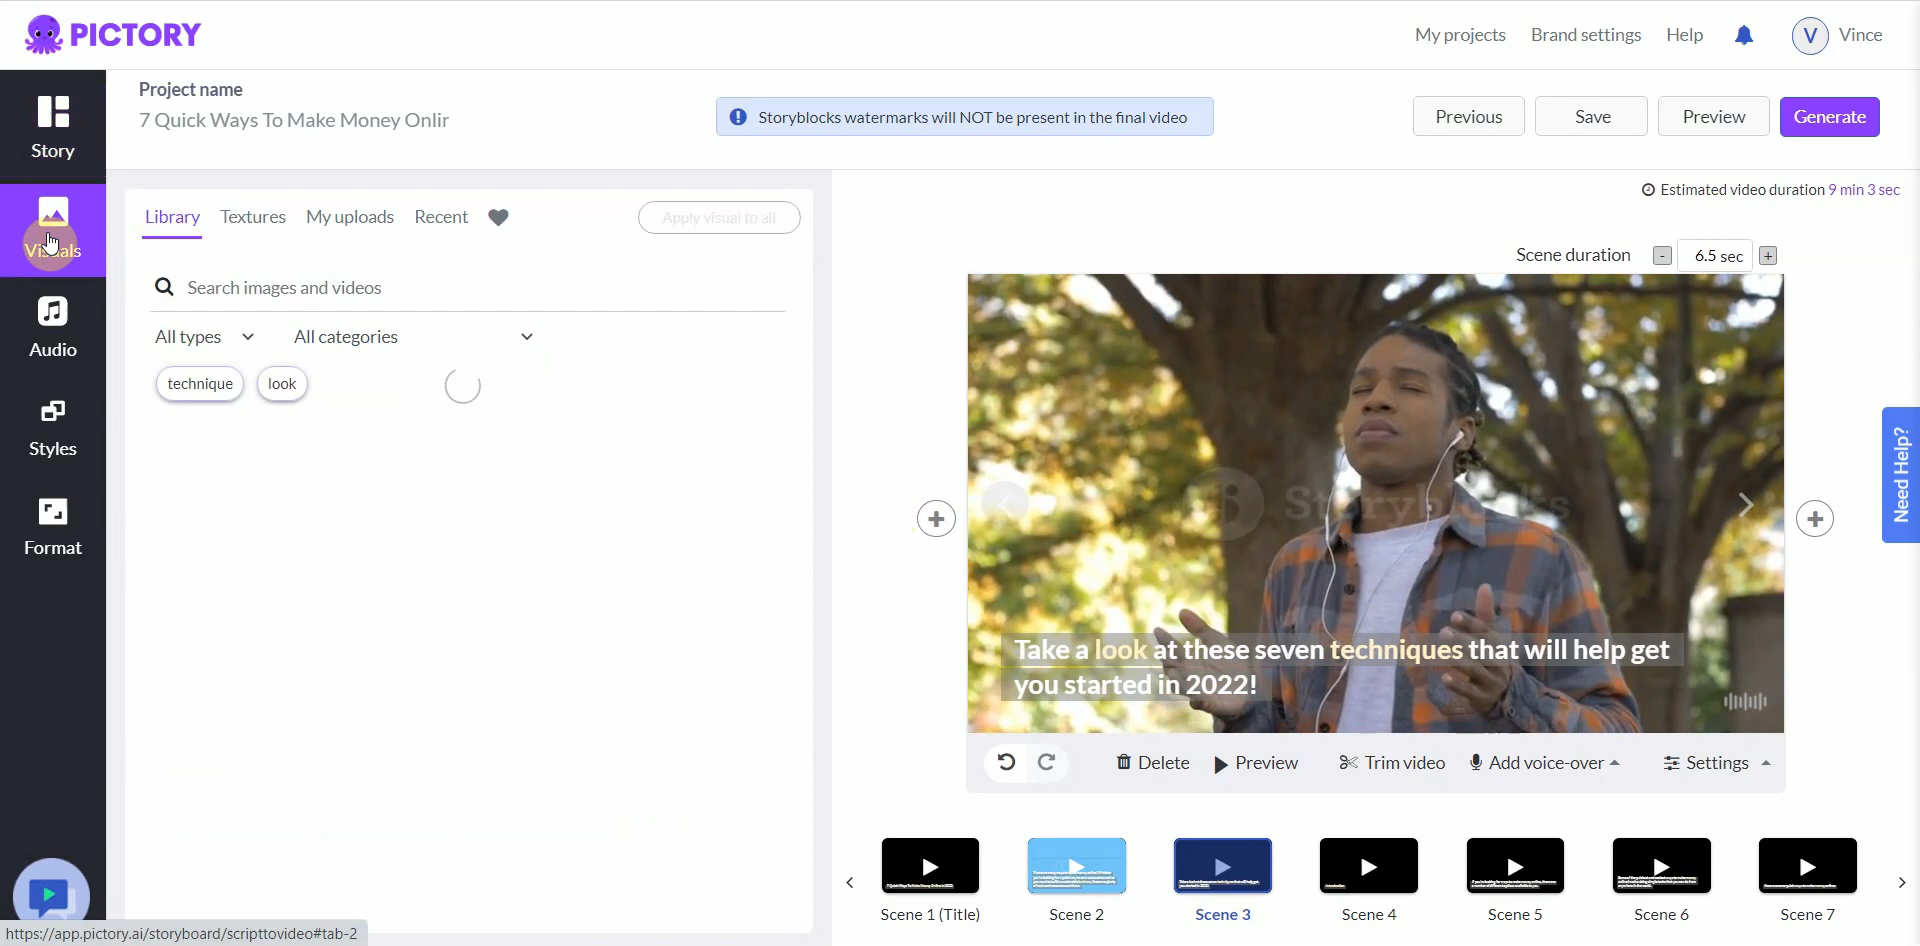 PICTORY
My projects
Brand settings
Help
V
Vince
Project name
7 Quick Ways To Make Money Onlir
Storyblocks watermarks will NOT be present in the final video
Previous
Save
Preview
Generate
Story
Visuals
Audio
Styles
Format
Library
Textures
My uploads
Recent
Apply visual to all
Search images and videos
All types
All categories
technique
look
Estimated video duration 9 min 3 sec
Scene duration
-
6.5 sec
+
Storyblocks
Take a look at these seven techniques that will help get
you started in 2022!
Delete
Preview
Trim video
Add voice-over
Settings
Need Help?
Scene 1 (Title)
Scene 2
Scene 3
Scene 4
Scene 5
Scene 6
Scene 7
https://app.pictory.ai/storyboard/scripttovideo#tab-2